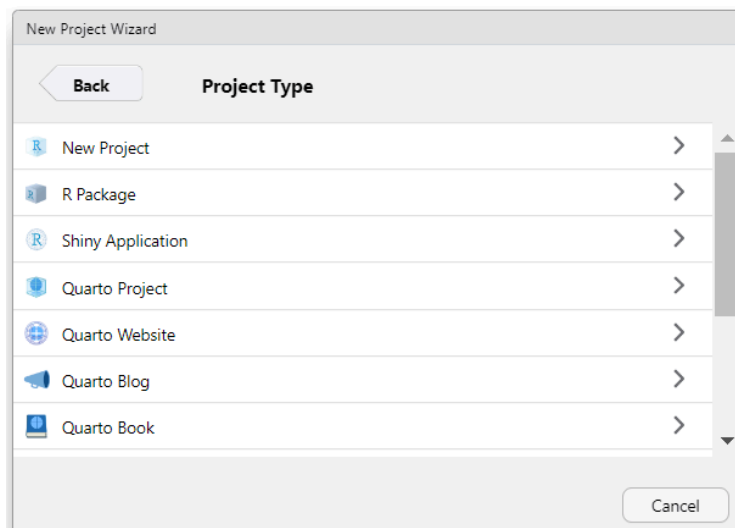 New Project Wizard
Back
Project Type
R New Project
R R Package
R Shiny Application
Quarto Project
Quarto Website
Quarto Blog
Quarto Book
Cancel